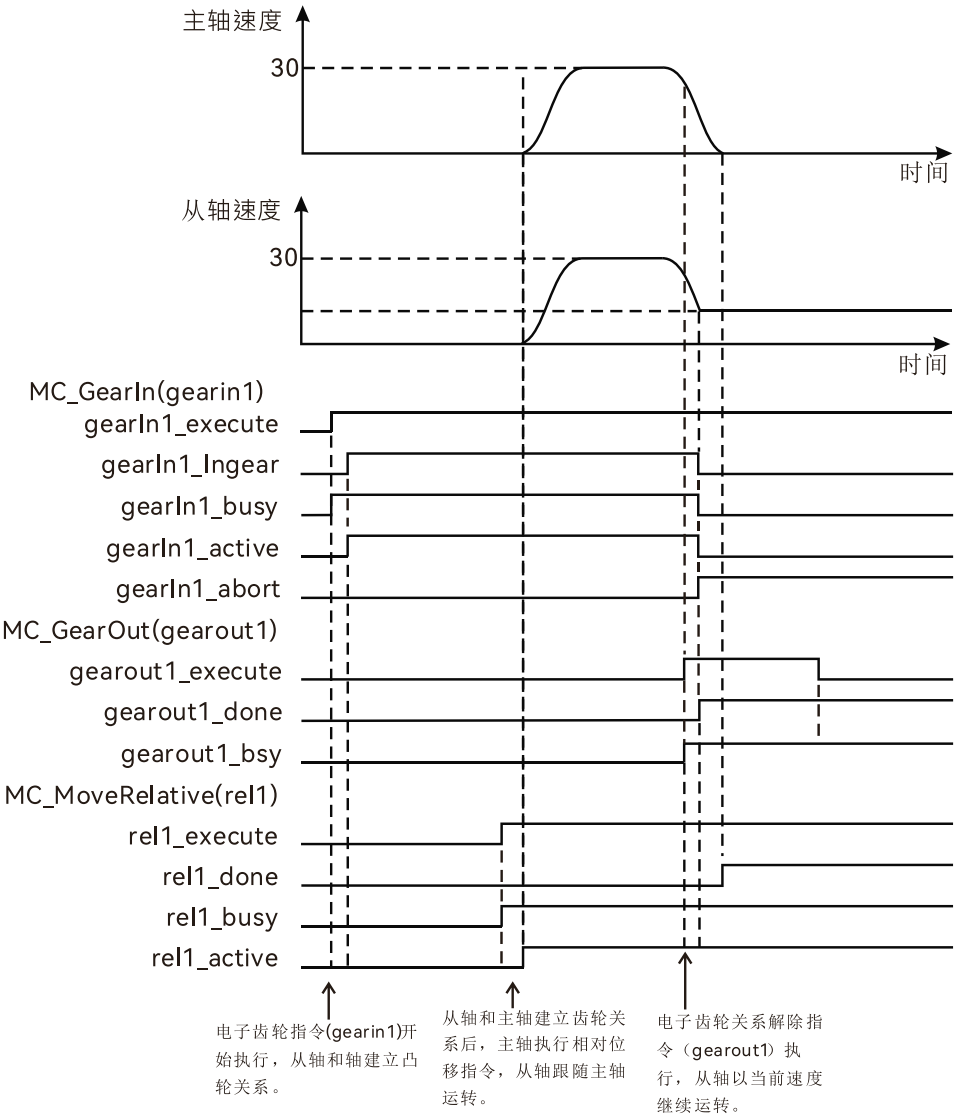 主轴速度
30
时间
从轴速度
30
时间
MC_GearIn(gearin1)
gearIn1_execute
gearIn1_Ingear
gearIn1_busy
gearIn1_active
gearIn1_abort
MC_GearOut(gearout1)
gearout1_execute
gearout1_done
gearout1_bsy
MC_MoveRelative(rel1)
rel1_execute
rel1_done
rel1_busy
rel1_active
电子齿轮指令(gearin1)开
始执行，从轴和轴建立凸
轮关系。
从轴和主轴建立齿轮关
系后，主轴执行相对位
移指令，从轴跟随主轴
运转。
电子齿轮关系解除指
令（gearout1）执
行，从轴以当前速度
继续运转。